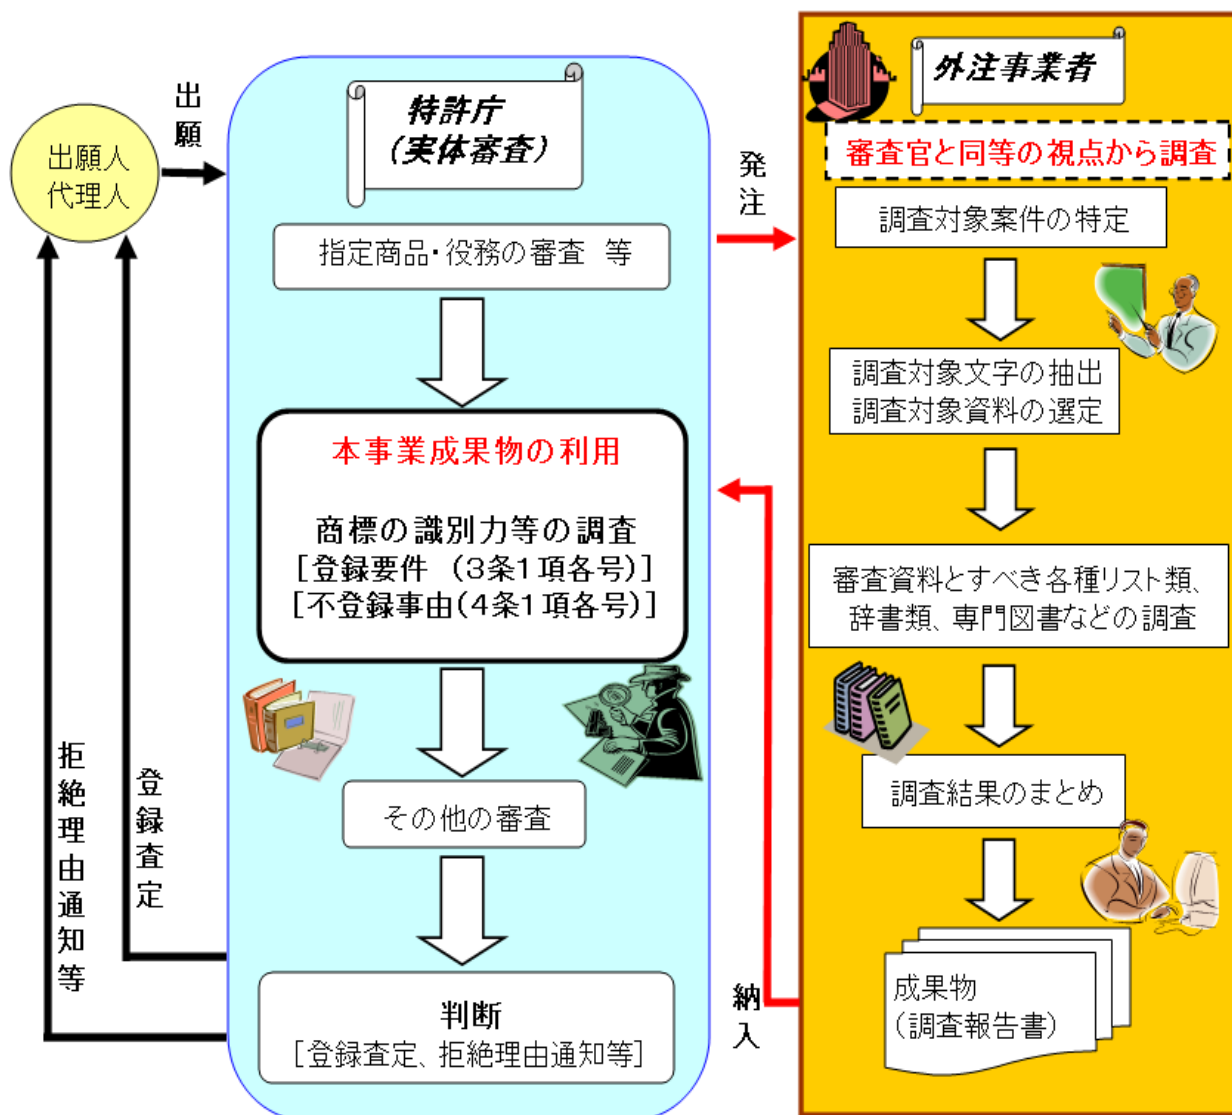 出願人
代理人
出願
特許庁
(実体審査)
指定商品・役務の審査 等
本事業成果物の利用
商標の識別力等の調査
[登録要件 (3条1項各号)]
[不登録事由(4条1項各号)]
その他の審査
判断
[登録査定、拒絶理由通知等]
拒絶理由通知等
登録査定
発注
納入
外注事業者
審査官と同等の視点から調査
調査対象案件の特定
調査対象文字の抽出
調査対象資料の選定
審査資料とすべき各種リスト類、
辞書類、専門図書などの調査
調査結果のまとめ
成果物
(調査報告書)